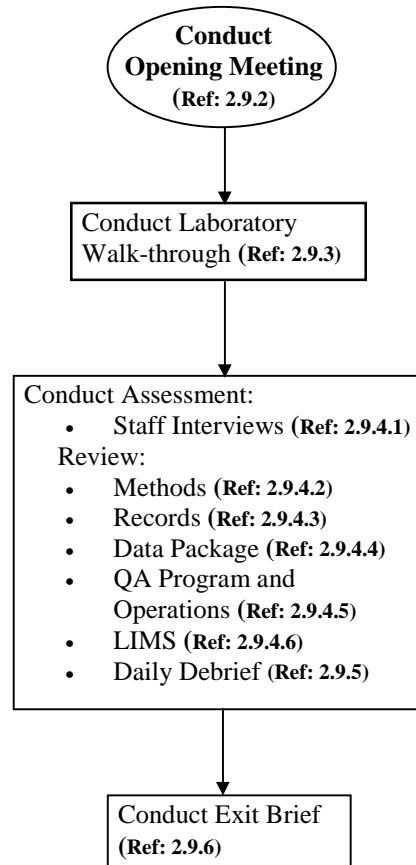 Conduct
Opening Meeting
(Ref: 2.9.2)
Conduct Laboratory
Walk-through (Ref: 2.9.3)
Conduct Assessment:
• Staff Interviews (Ref: 2.9.4.1)
Review:
• Methods (Ref: 2.9.4.2)
• Records (Ref: 2.9.4.3)
• Data Package (Ref: 2.9.4.4)
• QA Program and
Operations (Ref: 2.9.4.5)
• LIMS (Ref: 2.9.4.6)
• Daily Debrief (Ref: 2.9.5)
Conduct Exit Brief
(Ref: 2.9.6)